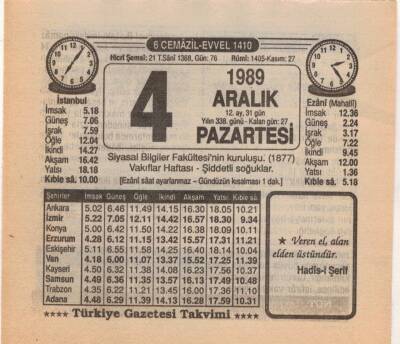 6 CEMÂZİL-EVVEL 1410
Hicrî Şemsî: 21 T.Sânî 1368, Gün: 76
Rûmî: 1405-Kasım: 27
4
1989
ARALIK
12. ay, 31 gün
Yılın 338. günü - Kalan gün: 27
PAZARTESİ
İstanbul
İmsak 5.18
Güneş 7.06
İşrak 7.59
Öğle 12.04
İkindi 14.27
Akşam 16.42
Yatsı 18.18
Kıble sâ. 10.00
Ezânî (Mahallî)
İmsak 12.36
Güneş 2.24
İşrak 3.17
Öğle 7.22
İkindi 9.45
Akşam 12.00
Yatsı 1.36
Kıble sâ. 5.18
Siyasal Bilgiler Fakültesi'nin kuruluşu. (1877)
Vakıflar Haftası - Şiddetli soğuklar.
[Ezânî sâat ayarlanmaz – Gündüzün kısalması 1 dak.]
Şehirler İmsak Güneş Öğle İkindi Akşam Yatsı Kıble sâ.
Ankara 5.02 6.46 11.49 14.15 16.30 18.05 10.21
İzmir 5.22 7.05 12.11 14.42 16.57 18.30 9.34
Konya 5.00 6.42 11.50 14.22 16.38 18.11 10.41
Erzurum 4.28 6.12 11.15 13.42 15.57 17.31 11.21
Eskişehir 5.11 6.55 11.58 14.25 16.40 18.14 10.04
Van 4.18 6.00 11.07 13.37 15.52 17.25 11.39
Kayseri 4.50 6.32 11.38 14.08 16.23 17.56 10.37
Samsun 4.49 6.36 11.35 13.57 16.13 17.49 10.48
Trabzon 4.35 6.22 11.21 13.45 16.00 17.36 11.10
Adana 4.48 6.29 11.39 14.13 16.28 17.59 10.51
★ Veren el, alan
elden üstündür.
Hadîs-i Şerif
★★★★ Türkiye Gazetesi Takvimi ★★★★